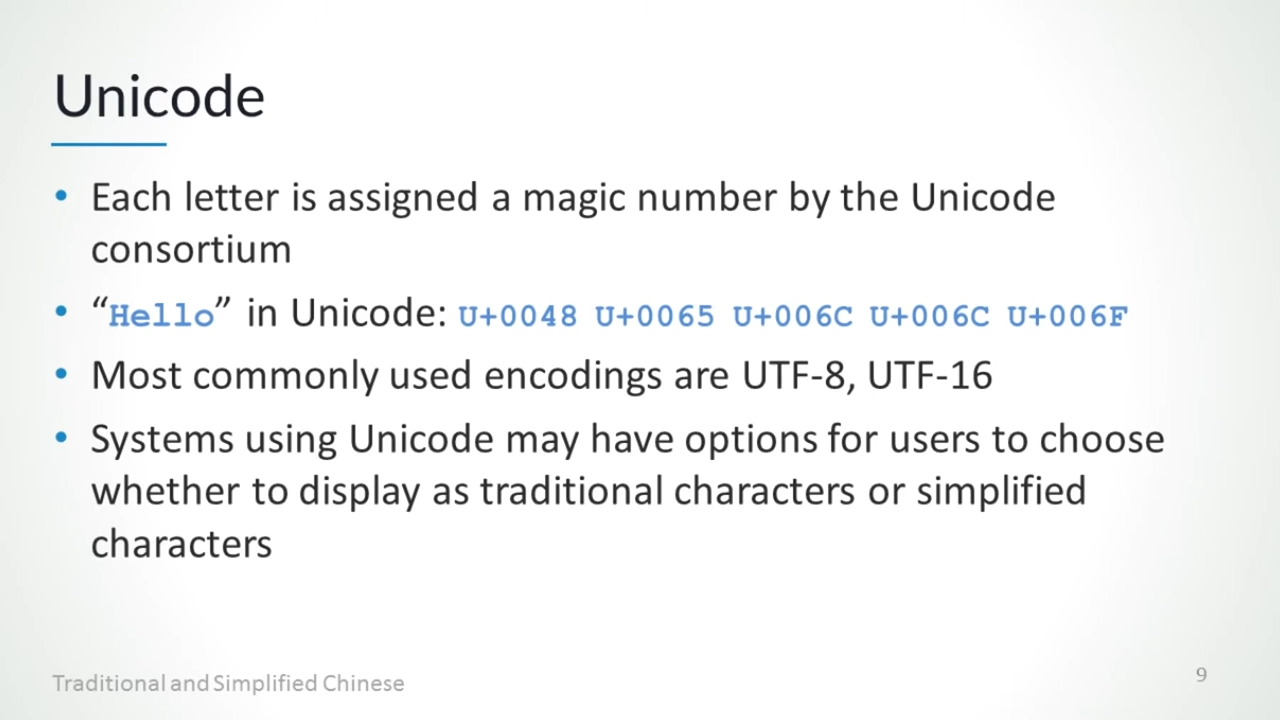 Unicode
• Each letter is assigned a magic number by the Unicode
consortium
• “Hello” in Unicode: U+0048 U+0065 U+006C U+006C U+006F
• Most commonly used encodings are UTF-8, UTF-16
• Systems using Unicode may have options for users to choose
whether to display as traditional characters or simplified
characters
Traditional and Simplified Chinese
9